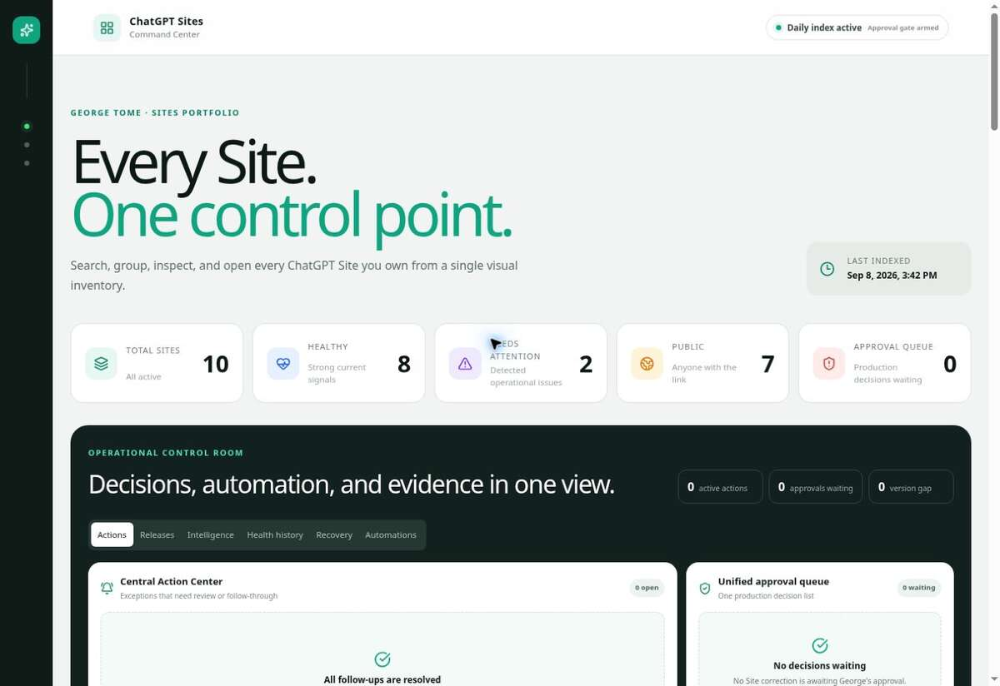 ChatGPT Sites
Command Center
Daily index active Approval gate armed
GEORGE TOME · SITES PORTFOLIO
Every Site.
One control point.
Search, group, inspect, and open every ChatGPT Site you own from a single visual
inventory.
LAST INDEXED
Sep 8, 2026, 3:42 PM
TOTAL SITES
All active
10
HEALTHY
Strong current
signals
8
ATTENTION
Detected
operational issues
2
PUBLIC
Anyone with the
link
7
APPROVAL QUEUE
Production
decisions waiting
0
OPERATIONAL CONTROL ROOM
Decisions, automation, and evidence in one view.
0 active actions
0 approvals waiting
0 version gap
Actions Releases Intelligence Health history Recovery Automations
Central Action Center
Exceptions that need review or follow-through
0 open
All follow-ups are resolved
Unified approval queue
One production decision list
0 waiting
No decisions waiting
No Site correction is awaiting George's approval.